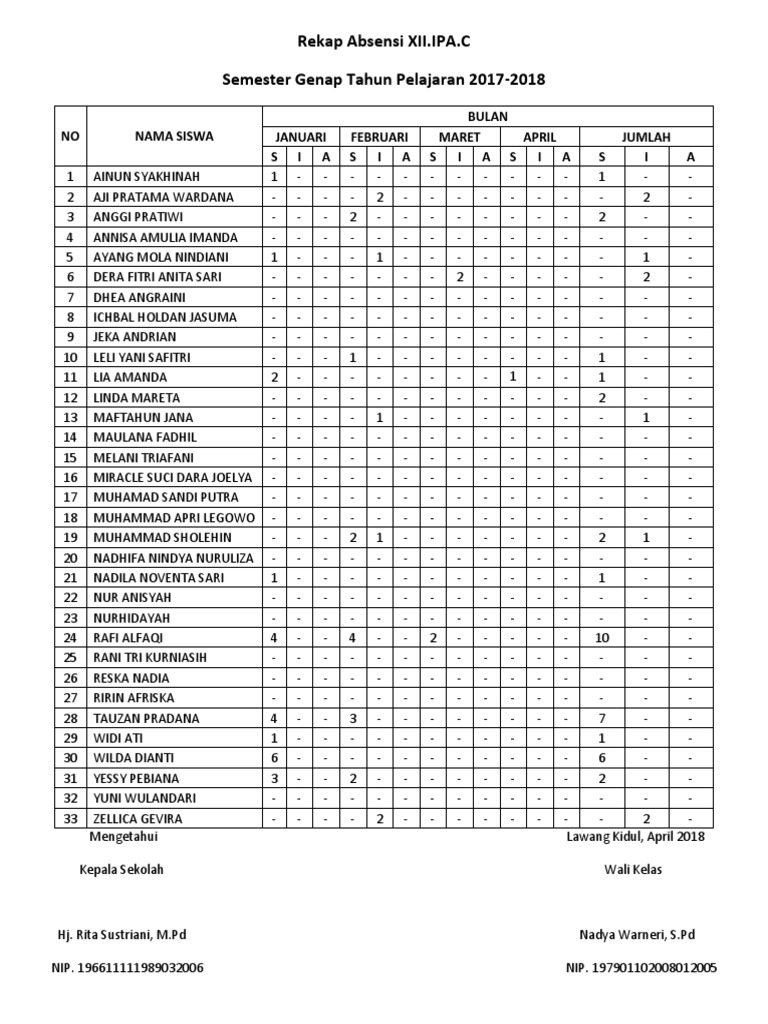 Rekap Absensi XII.IPA.C
Semester Genap Tahun Pelajaran 2017-2018
NO NAMA SISWA BULAN
JANUARI FEBRUARI MARET APRIL JUMLAH
S I A S I A S I A S I A S I A
1 AINUN SYAKHINAH 1 - - - - - - - - - - - 1 - -
2 AJI PRATAMA WARDANA - - - - 2 - - - - - - - - 2 -
3 ANGGI PRATIWI - - - 2 - - - - - - - - 2 - -
4 ANNISA AMULIA IMANDA - - - - - - - - - - - - - - -
5 AYANG MOLA NINDIANI 1 - - - 1 - - - - - - - - 1 -
6 DERA FITRI ANITA SARI - - - - - - - 2 - - - - - 2 -
7 DHEA ANGRAINI - - - - - - - - - - - - - - -
8 ICHBAL HOLDAN JASUMA - - - - - - - - - - - - - - -
9 JEKA ANDRIAN - - - - - - - - - - - - - - -
10 LELI YANI SAFITRI - - - 1 - - - - - - - - 1 - -
11 LIA AMANDA 2 - - - - - - - - 1 - - 1 - -
12 LINDA MARETA - - - - - - - - - - - - 2 - -
13 MAFTAHUN JANA - - - - 1 - - - - - - - - 1 -
14 MAULANA FADHIL - - - - - - - - - - - - - - -
15 MELANI TRIAFANI - - - - - - - - - - - - - - -
16 MIRACLE SUCI DARA JOELYA - - - - - - - - - - - - - - -
17 MUHAMAD SANDI PUTRA - - - - - - - - - - - - - - -
18 MUHAMMAD APRI LEGOWO - - - - - - - - - - - - - - -
19 MUHAMMAD SHOLEHIN - - - 2 1 - - - - - - - 2 1 -
20 NADHIFA NINDYA NURULIZA - - - - - - - - - - - - - - -
21 NADILA NOVENTA SARI 1 - - - - - - - - - - - 1 - -
22 NUR ANISYAH - - - - - - - - - - - - - - -
23 NURHIDAYAH - - - - - - - - - - - - - - -
24 RAFI ALFAQI 4 - - 4 - - 2 - - - - - 10 - -
25 RANI TRI KURNIASIH - - - - - - - - - - - - - - -
26 RESKA NADIA - - - - - - - - - - - - - - -
27 RIRIN AFRISKA - - - - - - - - - - - - - - -
28 TAUZAN PRADANA 4 - - 3 - - - - - - - - 7 - -
29 WIDI ATI 1 - - - - - - - - - - - 1 - -
30 WILDA DIANTI 6 - - - - - - - - - - - 6 - -
31 YESSY PEBIANA 3 - - 2 - - - - - - - - 2 - -
32 YUNI WULANDARI - - - - - - - - - - - - - - -
33 ZELLICA GEVIRA - - - - 2 - - - - - - - - 2 -
Mengetahui Lawang Kidul, April 2018
Kepala Sekolah Wali Kelas
Hj. Rita Sustriani, M.Pd Nadya Warneri, S.Pd
NIP. 196611111989032006 NIP. 197901102008012005